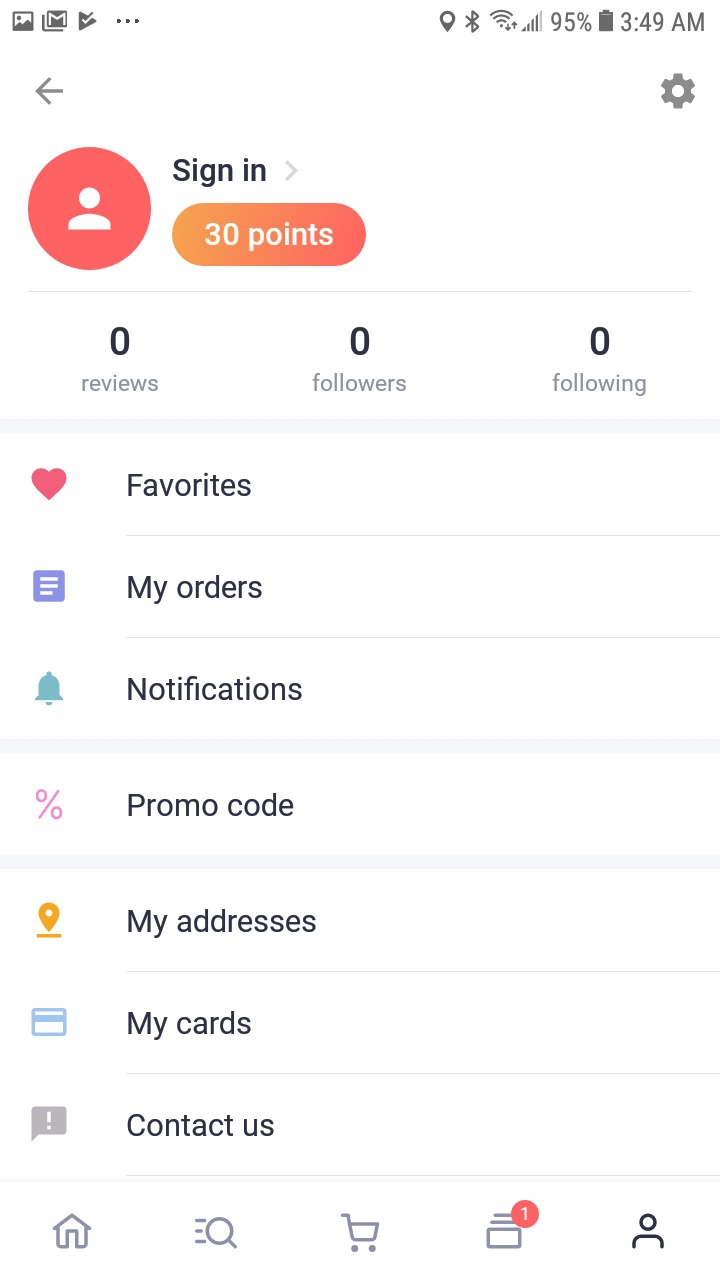 95% 3:49 AM
Sign in
30 points
0 0 0
reviews followers following
Favorites
My orders
Notifications
% Promo code
My addresses
My cards
Contact us
1